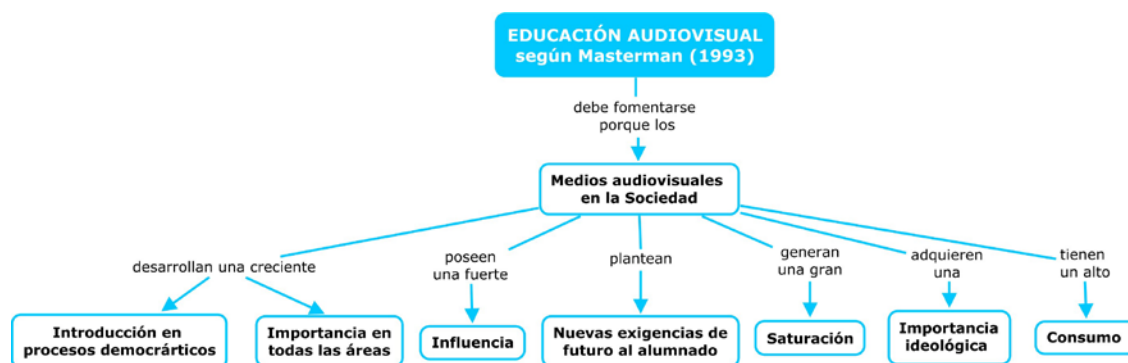 EDUCACIÓN AUDIOVISUAL
según Masterman (1993)
debe fomentarse
porque los
Medios audiovisuales
en la Sociedad
desarrollan una creciente
poseen
una fuerte
plantean
generan
una gran
adquieren
una
tienen
un alto
Introducción en
procesos democrárticos
Importancia en
todas las áreas
Influencia
Nuevas exigencias de
futuro al alumnado
Saturación
Importancia
ideológica
Consumo